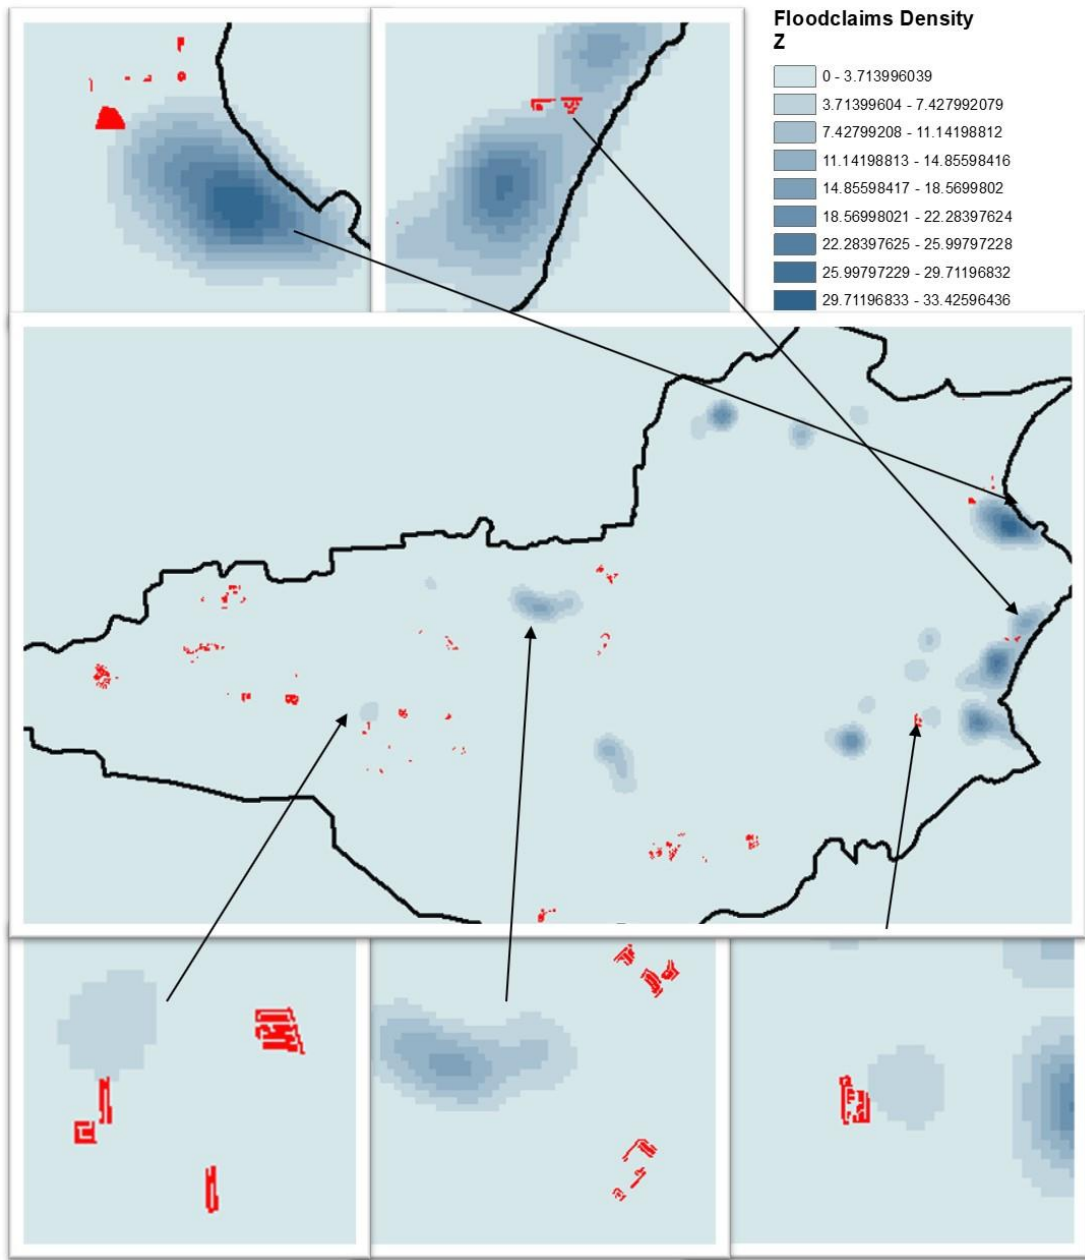 Floodclaims Density
Z
0 - 3.713996039
3.71399604 - 7.427992079
7.42799208 - 11.14198812
11.14198813 - 14.85598416
14.85598417 - 18.5699802
18.56998021 - 22.28397624
22.28397625 - 25.99797228
25.99797229 - 29.71196832
29.71196833 - 33.42596436